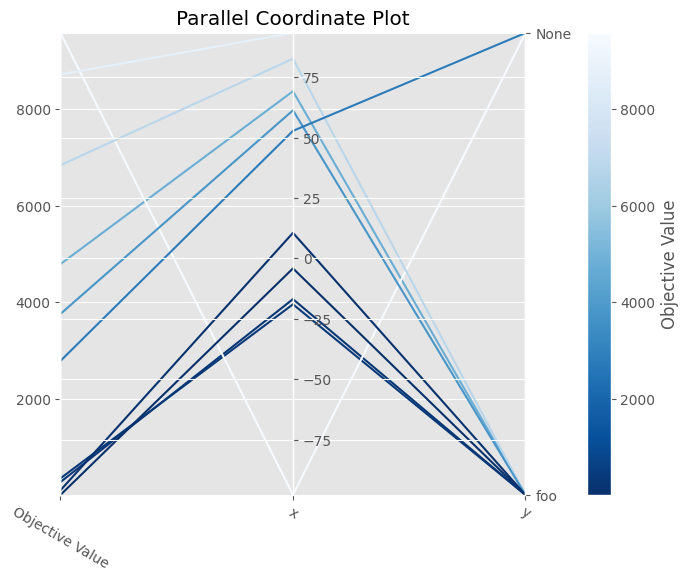 Parallel Coordinate Plot
None
8000
6000
4000
2000
75
50
25
0
−25
−50
−75
foo
Objective Value
x
y
8000
6000
4000
2000
Objective Value